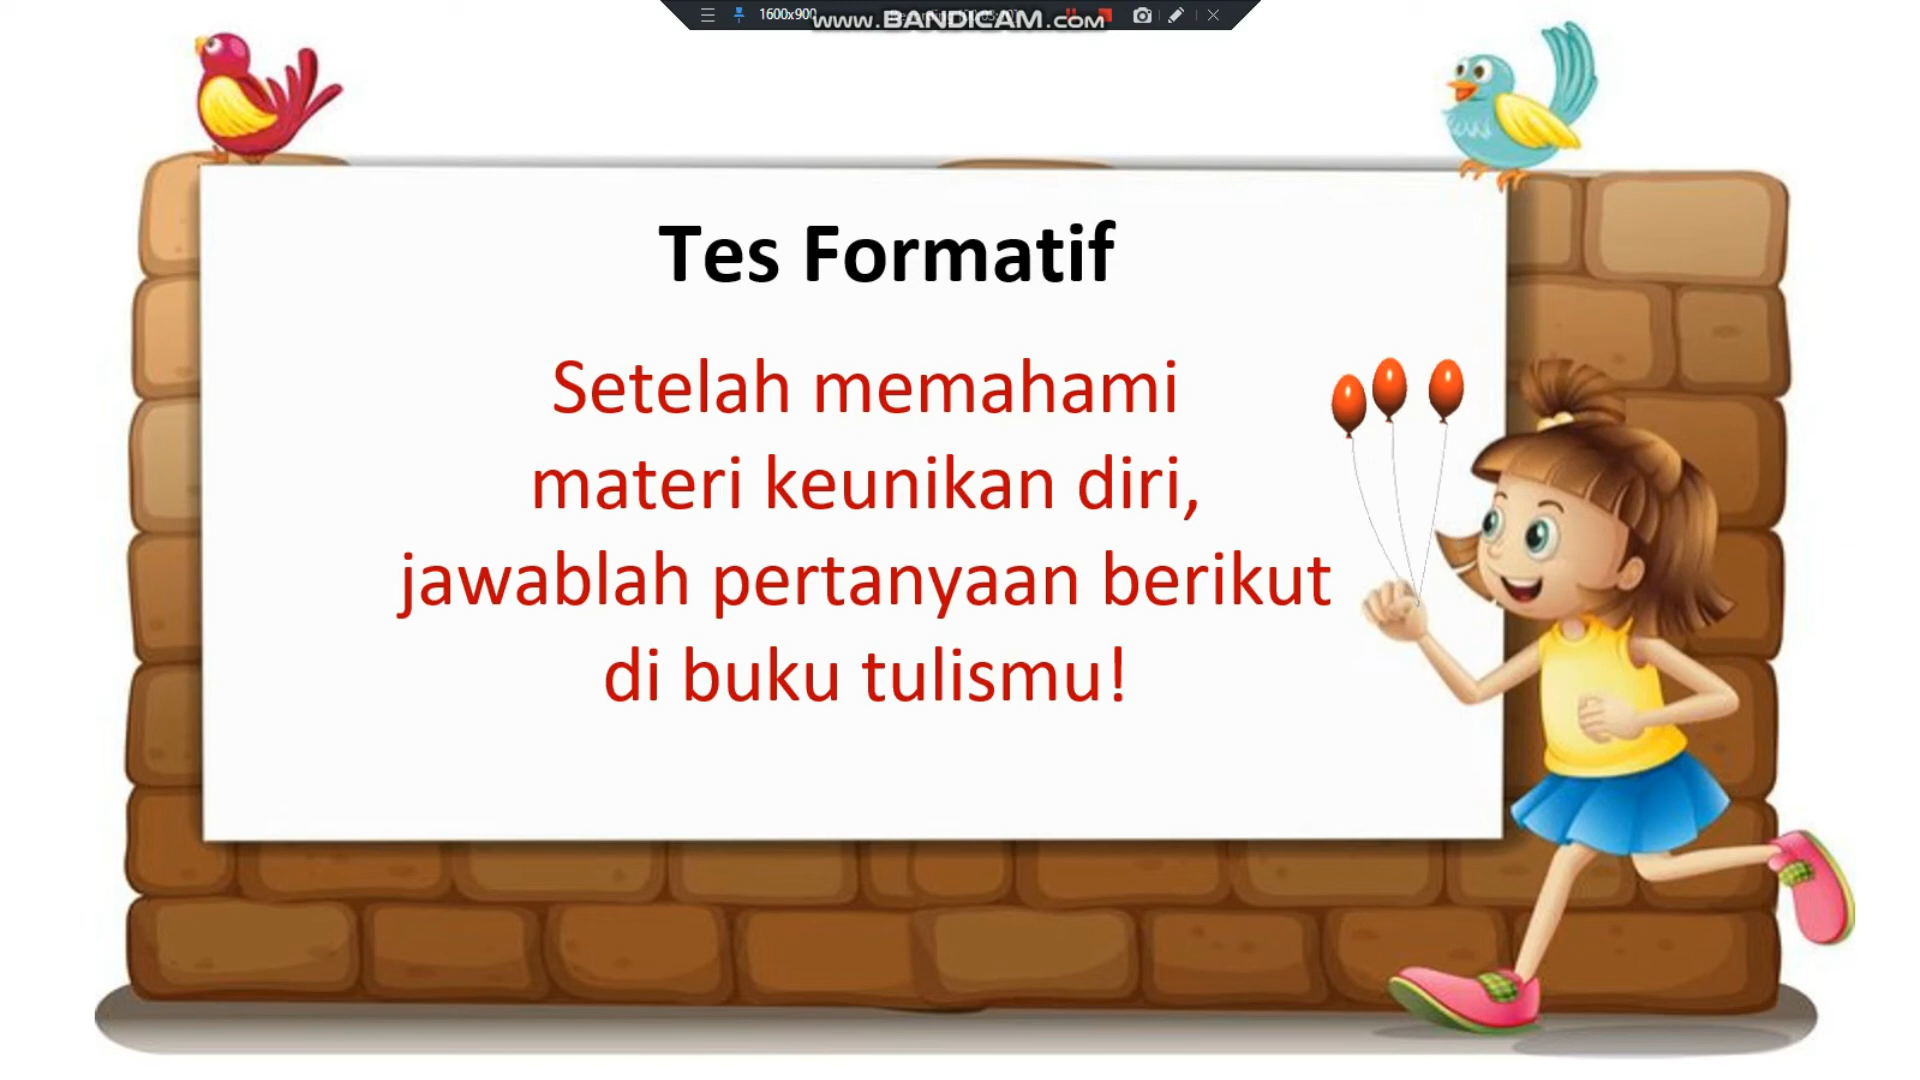 1600x900
www.BANDICAM.com
Tes Formatif
Setelah memahami
materi keunikan diri,
jawablah pertanyaan berikut
di buku tulismu!